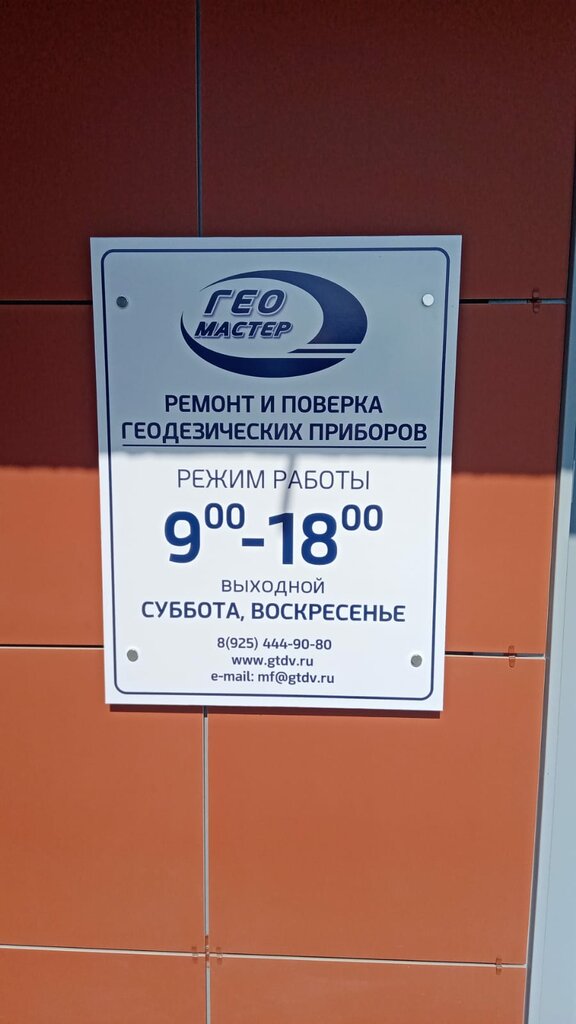 ГЕО
МАСТЕР
РЕМОНТ И ПОВЕРКА
ГЕОДЕЗИЧЕСКИХ ПРИБОРОВ
РЕЖИМ РАБОТЫ
9⁰⁰-18⁰⁰
ВЫХОДНОЙ
СУББОТА, ВОСКРЕСЕНЬЕ
8(925) 444-90-80
www.gtdv.ru
e-mail: mf@gtdv.ru